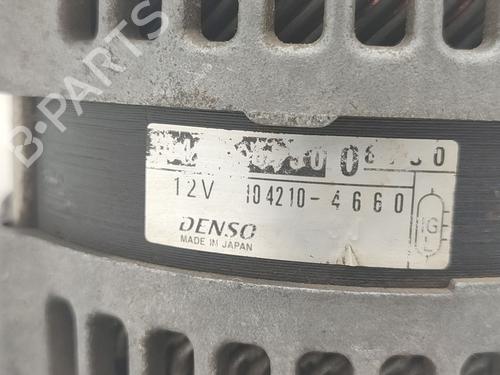 12V 104210-4660
DENSO
MADE IN JAPAN
IG
L
B-PARTS